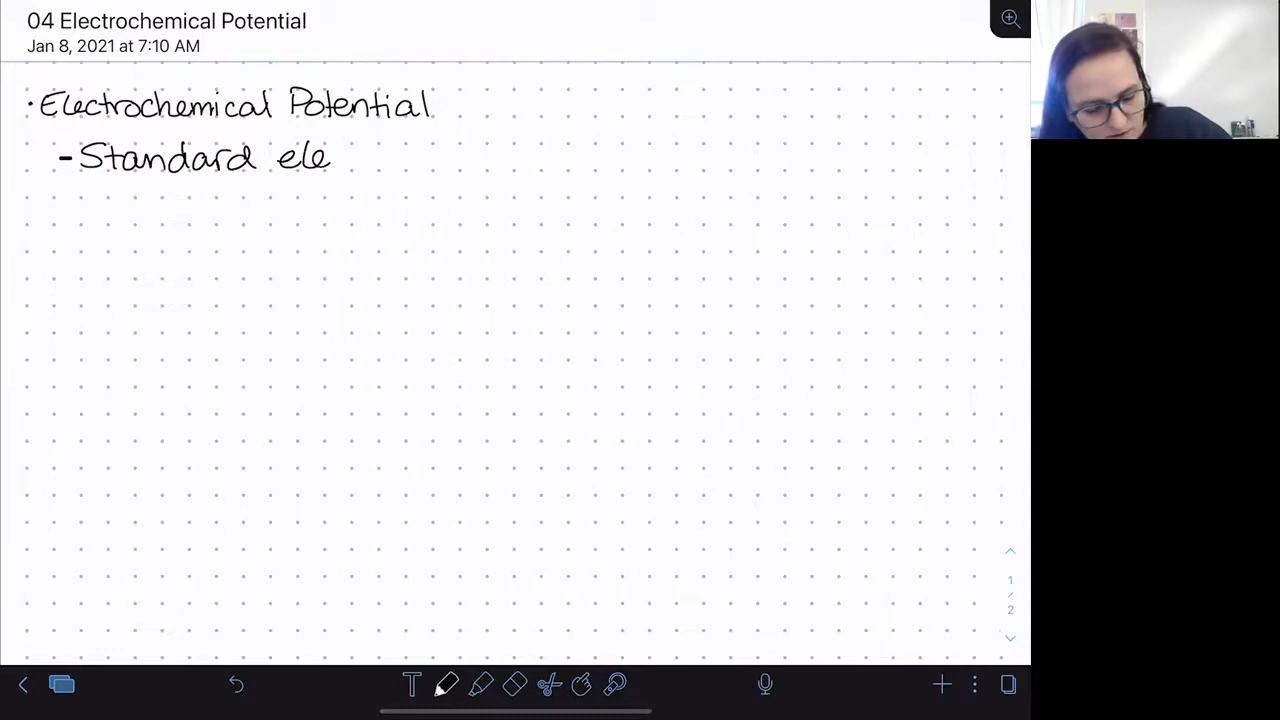 04 Electrochemical Potential
Jan 8, 2021 at 7:10 AM
· Electrochemical Potential
- Standard ele
1
/
2
T